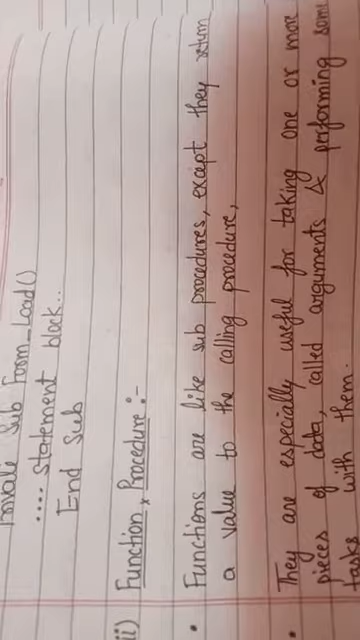 Private Sub Form_Load()
.... statement block..
End Sub
ii) Function Procedure :-
• Functions are like sub procedures, except they return
a value to the calling procedure,
• They are especially useful for taking one or more
pieces of data, called arguments & performing some
tasks with them.